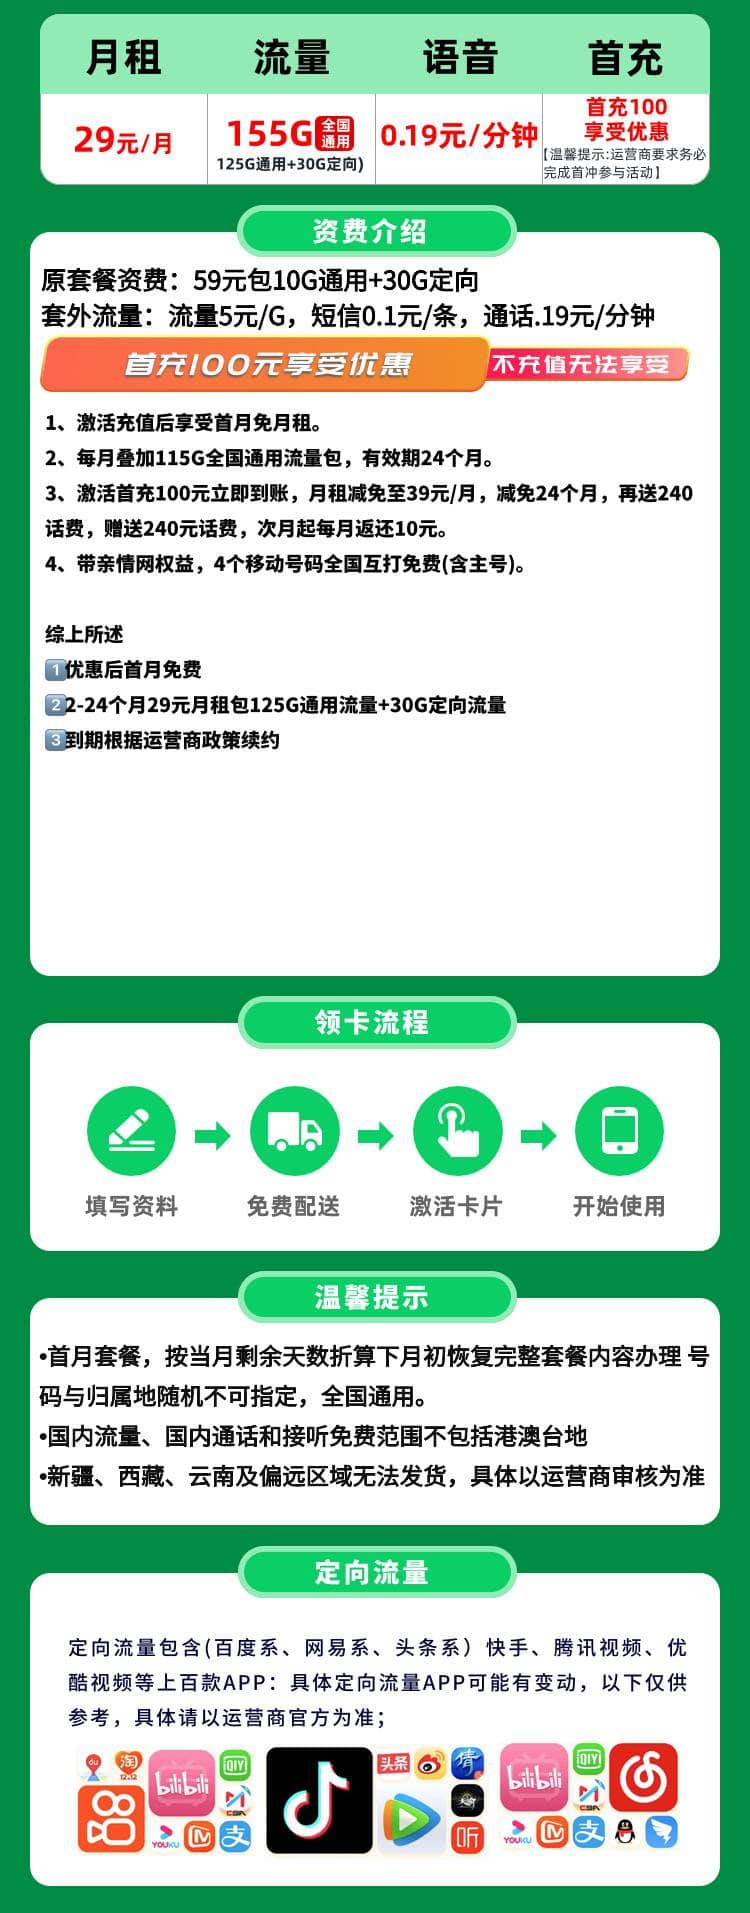 月租 流量 语音 首充
29元/月
155G 全国通用
125G通用+30G定向)
0.19元/分钟
首充100
享受优惠
【温馨提示:运营商要求务必
完成首冲参与活动】
资费介绍
原套餐资费：59元包10G通用+30G定向
套外流量：流量5元/G，短信0.1元/条，通话.19元/分钟
首充100元享受优惠 不充值无法享受
1、激活充值后享受首月免月租。
2、每月叠加115G全国通用流量包，有效期24个月。
3、激活首充100元立即到账，月租减免至39元/月，减免24个月，再送240
话费，赠送240元话费，次月起每月返还10元。
4、带亲情网权益，4个移动号码全国互打免费(含主号)。
综上所述
1优惠后首月免费
22-24个月29元月租包125G通用流量+30G定向流量
3到期根据运营商政策续约
领卡流程
填写资料 免费配送 激活卡片 开始使用
温馨提示
•首月套餐，按当月剩余天数折算下月初恢复完整套餐内容办理 号
码与归属地随机不可指定，全国通用。
•国内流量、国内通话和接听免费范围不包括港澳台地
•新疆、西藏、云南及偏远区域无法发货，具体以运营商审核为准
定向流量
定向流量包含(百度系、网易系、头条系）快手、腾讯视频、优
酷视频等上百款APP：具体定向流量APP可能有变动，以下仅供
参考，具体请以运营商官方为准；
du 淘 12.12 bilibili QIY CBA YOUKU 支
头条 倩 听
bilibili QIY CBA YOUKU 支